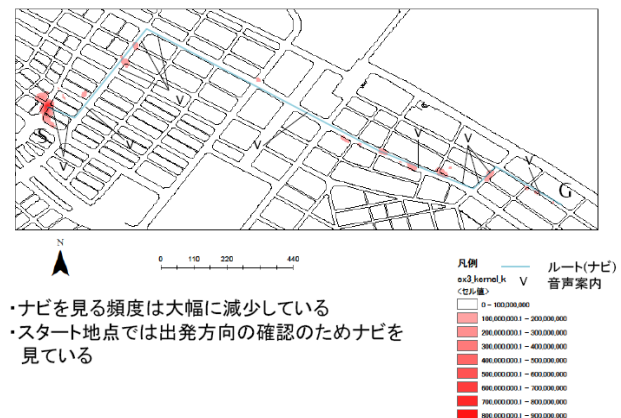 S
V
V
V
V
V
V
V
G
N
0 110 220 440
凡例
ルート(ナビ)
ex3_kernel_k V 音声案内
<セル値>
0 - 100,000,000
100,000,000.1 - 200,000,000
200,000,000.1 - 300,000,000
300,000,000.1 - 400,000,000
400,000,000.1 - 500,000,000
500,000,000.1 - 600,000,000
600,000,000.1 - 700,000,000
700,000,000.1 - 800,000,000
800,000,000.1 - 900,000,000
・ナビを見る頻度は大幅に減少している
・スタート地点では出発方向の確認のためナビを
見ている